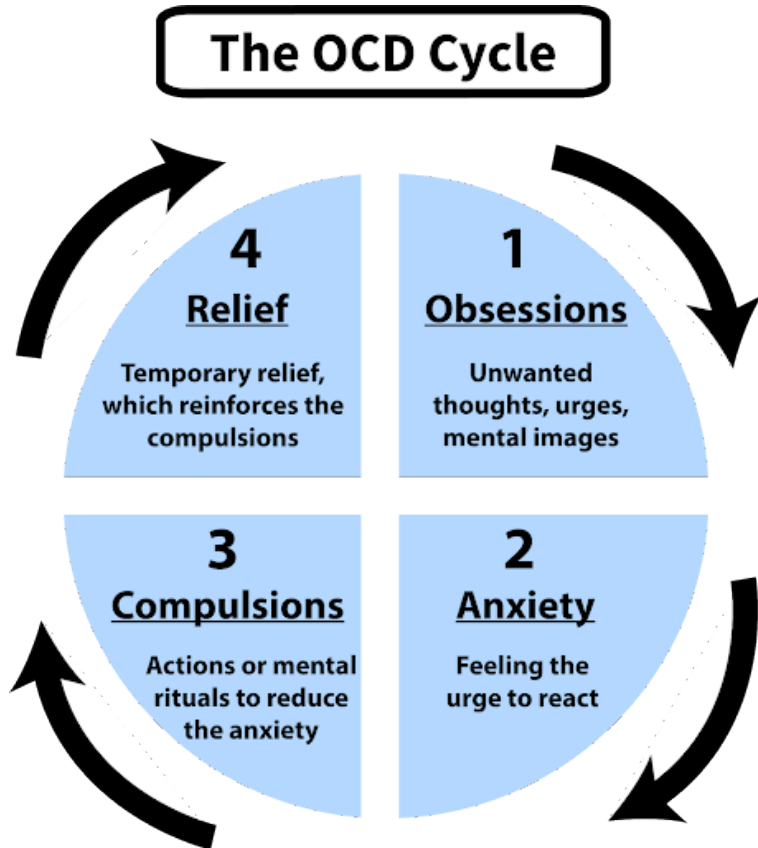 The OCD Cycle
4
Relief
Temporary relief,
which reinforces the
compulsions
1
Obsessions
Unwanted
thoughts, urges,
mental images
3
Compulsions
Actions or mental
rituals to reduce
the anxiety
2
Anxiety
Feeling the
urge to react